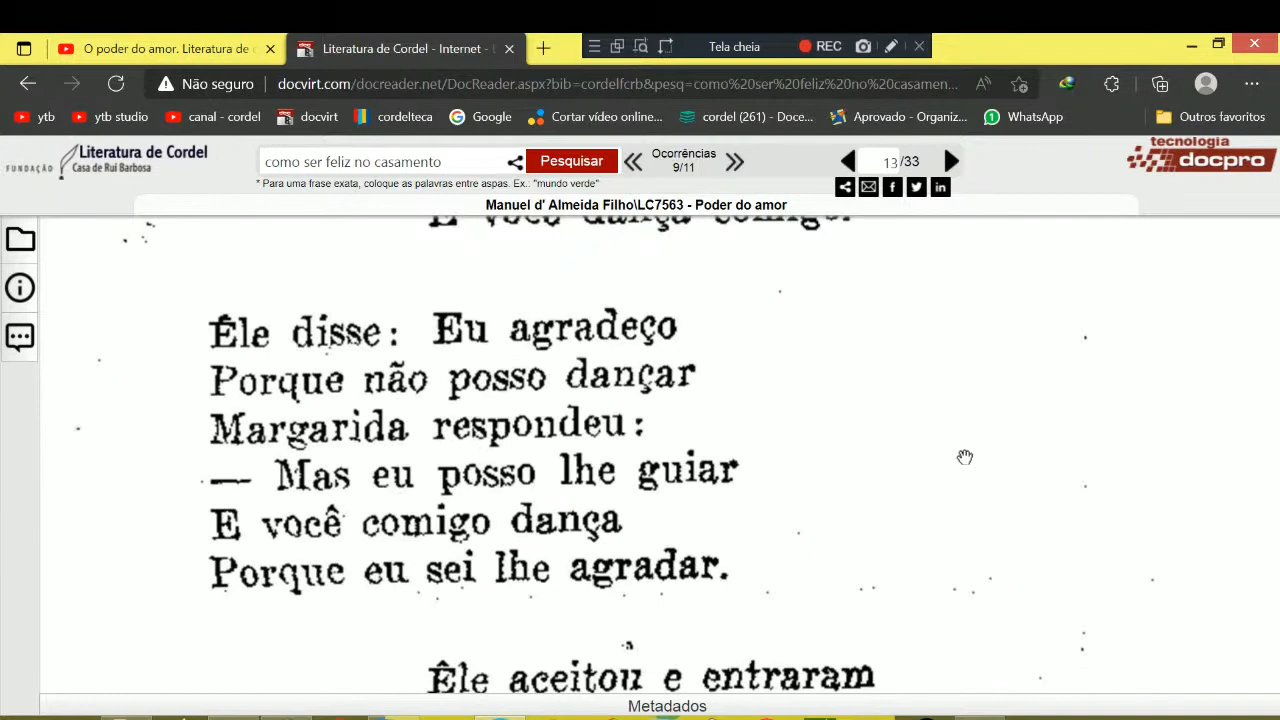 O poder do amor. Literatura de
Literatura de Cordel - Internet - L
Tela cheia
REC
Não seguro
docvirt.com/docreader.net/DocReader.aspx?bib=cordelfcrb&pesq=como%20ser%20feliz%20no%20casamen...
ytb
ytb studio
canal - cordel
docvirt
cordelteca
Google
Cortar vídeo online...
cordel (261) - Doce...
Aprovado - Organiz...
WhatsApp
Outros favoritos
FUNDAÇÃO
Literatura de Cordel
Casa de Rui Barbosa
como ser feliz no casamento
Pesquisar
Ocorrências
9/11
13 /33
tecnologia
docpro
* Para uma frase exata, coloque as palavras entre aspas. Ex.: "mundo verde"
Manuel d' Almeida Filho\LC7563 - Poder do amor
E você dança comigo.
Êle disse: Eu agradeço
Porque não posso dançar
Margarida respondeu:
— Mas eu posso lhe guiar
E você comigo dança
Porque eu sei lhe agradar.
Êle aceitou e entraram
Metadados